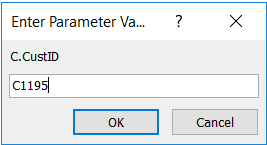 Enter Parameter Va... ?
C.CustID
C1195
OK Cancel